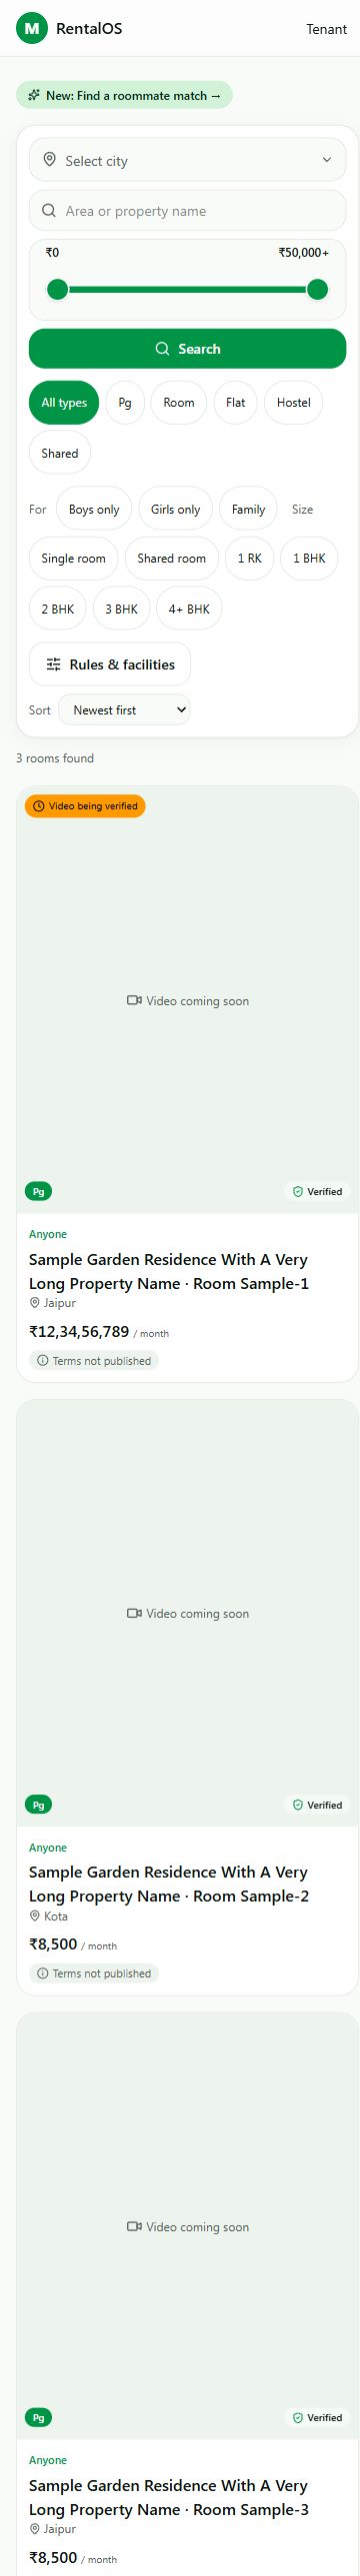 M RentalOS Tenant
New: Find a roommate match →
Select city
Area or property name
₹0 ₹50,000+
Search
All types Pg Room Flat Hostel
Shared
For Boys only Girls only Family Size
Single room Shared room 1 RK 1 BHK
2 BHK 3 BHK 4+ BHK
Rules & facilities
Sort Newest first
3 rooms found
Video being verified
Video coming soon
Pg Verified
Anyone
Sample Garden Residence With A Very
Long Property Name · Room Sample-1
Jaipur
₹12,34,56,789 / month
Terms not published
Video coming soon
Pg Verified
Anyone
Sample Garden Residence With A Very
Long Property Name · Room Sample-2
Kota
₹8,500 / month
Terms not published
Video coming soon
Pg Verified
Anyone
Sample Garden Residence With A Very
Long Property Name · Room Sample-3
Jaipur
₹8,500 / month